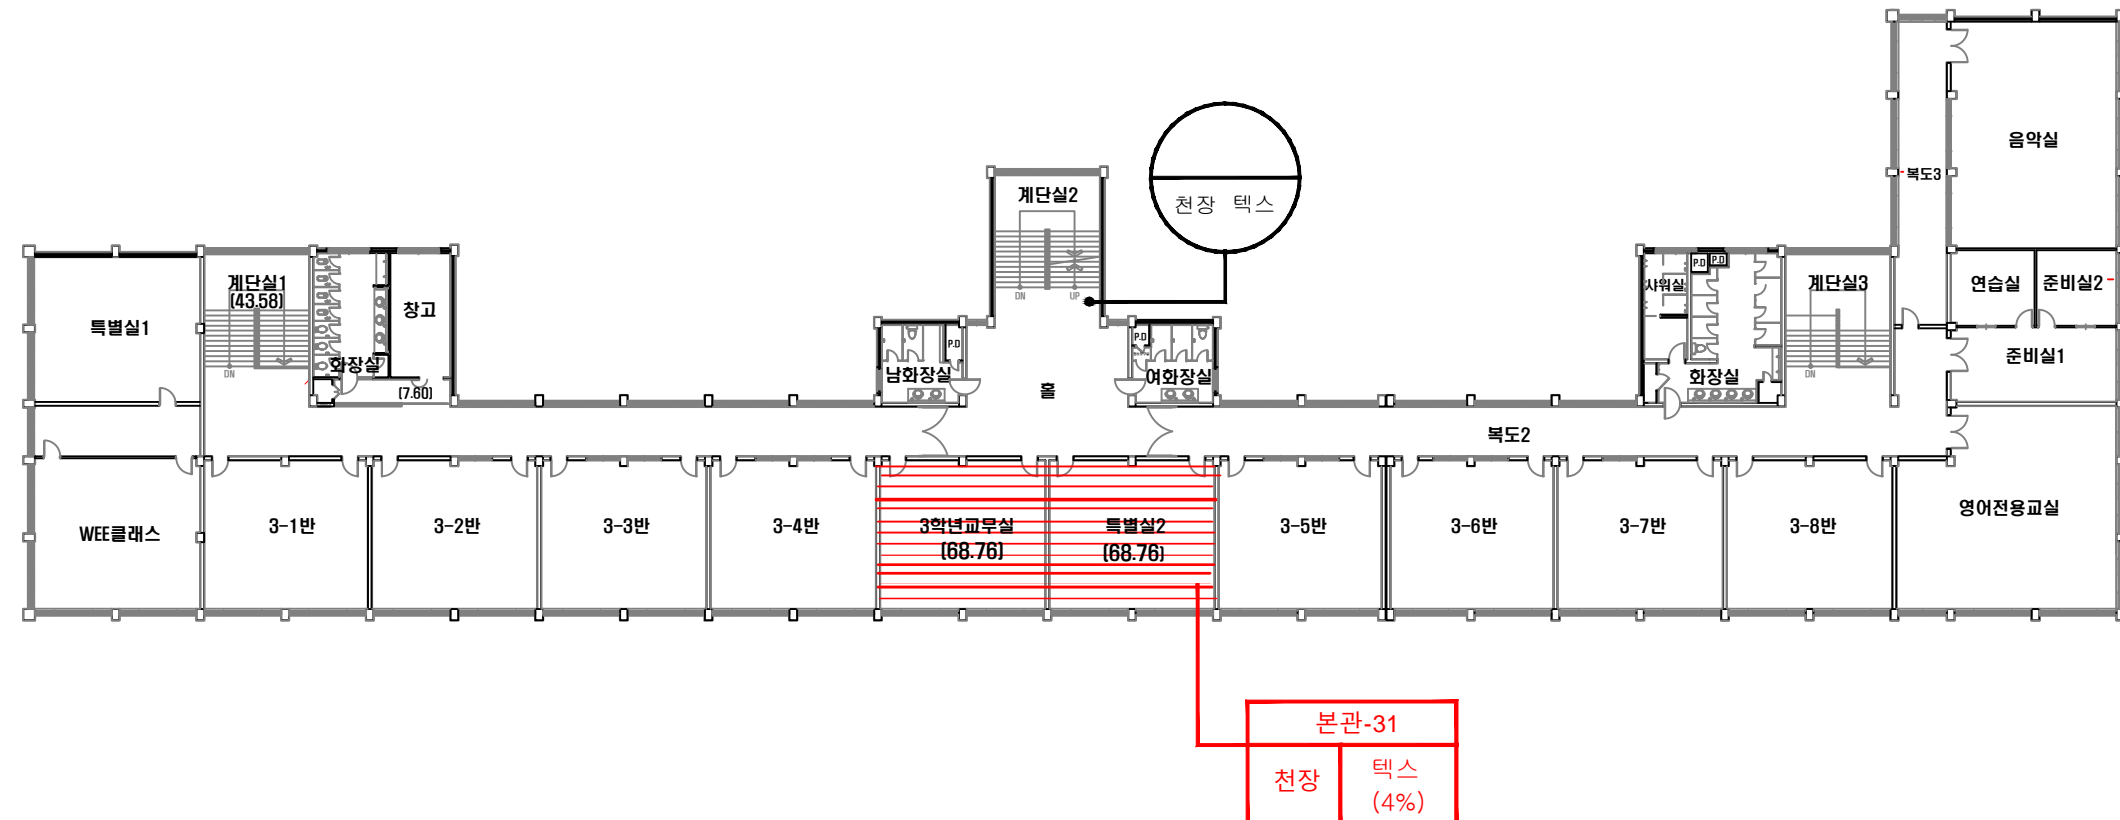 음악실
복도3
계단실2
천장 텍스
계단실1
(43.58)
창고
특별실1
화장실
(7.60)
DN
DN
UP
P.D
남화장실
홀
P.D
여화장실
P.D
P.D
샤워실
화장실
계단실3
DN
연습실
준비실2
준비실1
복도2
WEE클래스
3-1반
3-2반
3-3반
3-4반
3학년교무실
(68.76)
특별실2
(68.76)
3-5반
3-6반
3-7반
3-8반
영어전용교실
본관-31
천장
텍스
(4%)